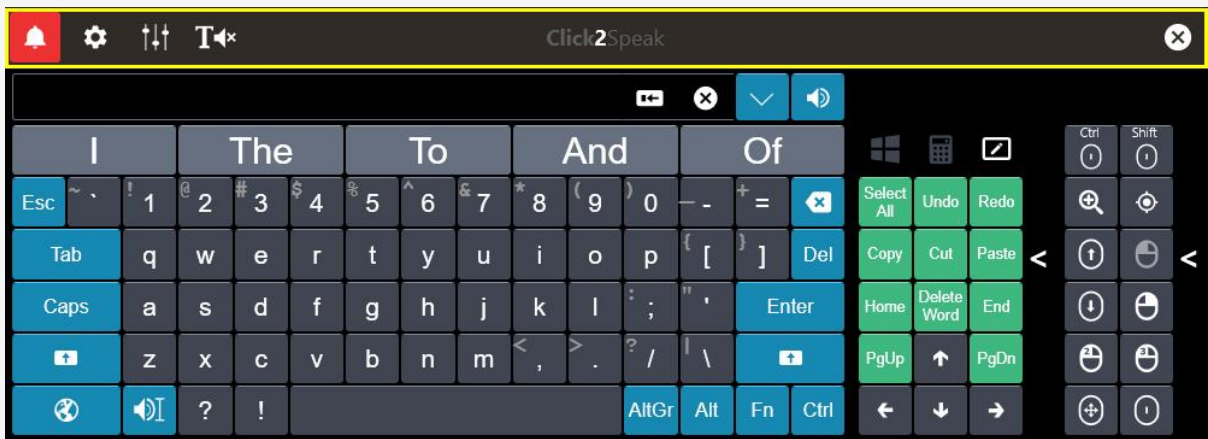 T Click2Speak
I The To And Of Ctrl Shift
Esc ~ ` ! 1 @ 2 # 3 $ 4 % 5 ^ 6 & 7 * 8 ( 9 ) 0 _ - + = Select All Undo Redo
Tab q w e r t y u i o p { [ } ] Del Copy Cut Paste < <
Caps a s d f g h j k l : ; " ' Enter Home Delete Word End
z x c v b n m < , > . ? / | \ PgUp PgDn
? ! AltGr Alt Fn Ctrl